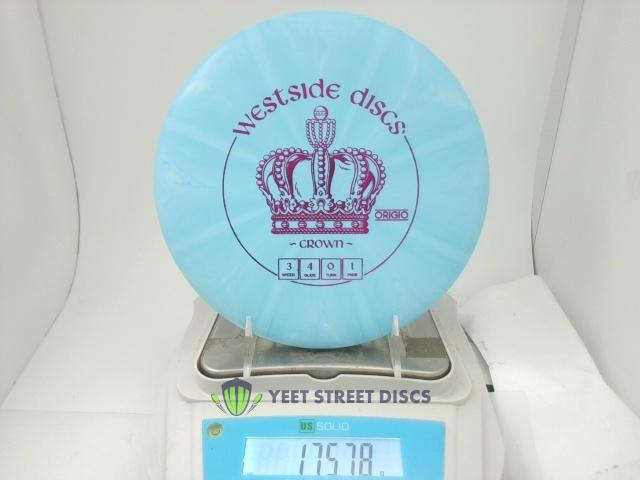 WESTSIDE DISCS
ORIGIO
~ CROWN ~
3 4 0 1
SPEED GLIDE TURN FADE
YEET STREET DISCS
US SOLID
175.78 g